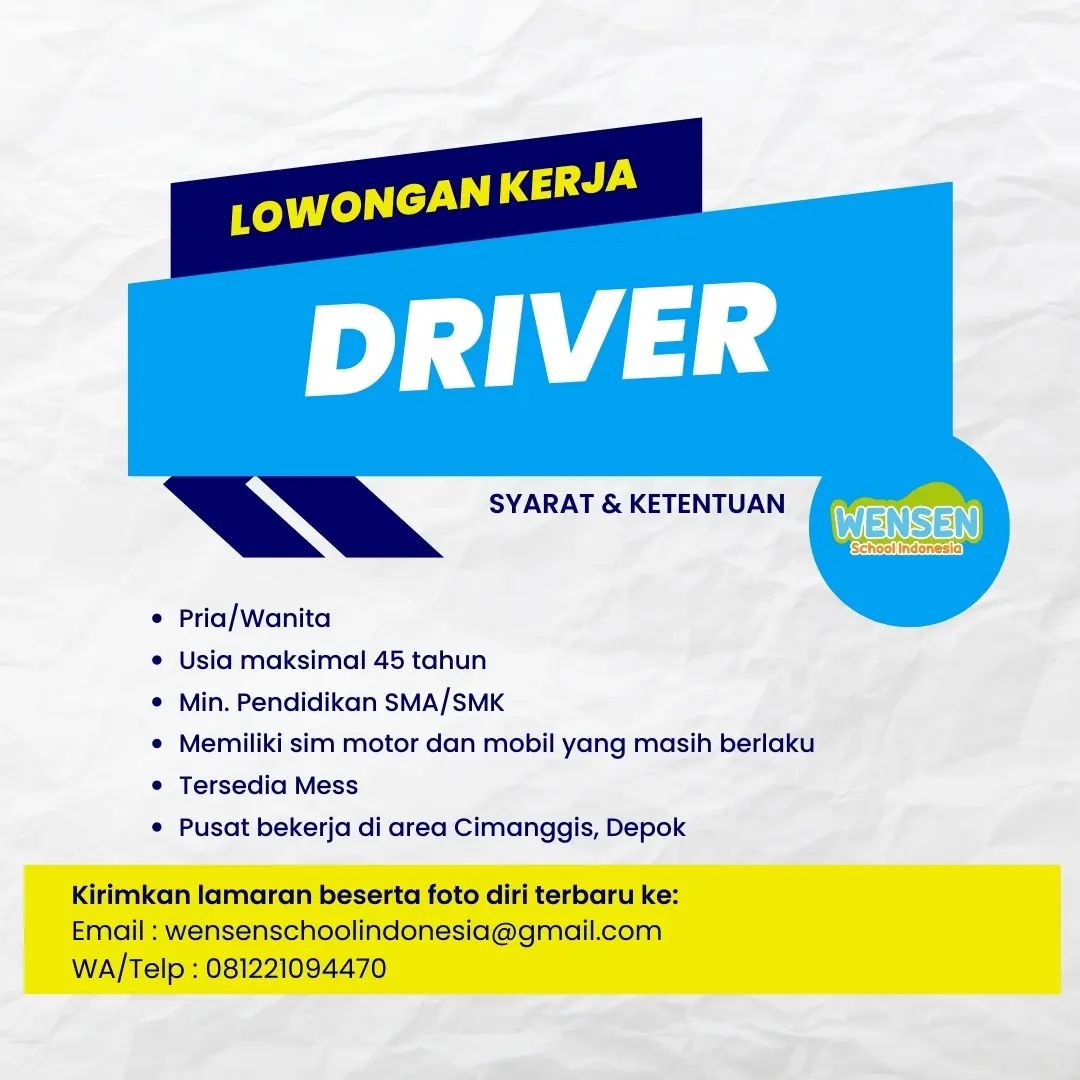 LOWONGAN KERJA
DRIVER
SYARAT & KETENTUAN
WENSEN
School Indonesia
• Pria/Wanita
• Usia maksimal 45 tahun
• Min. Pendidikan SMA/SMK
• Memiliki sim motor dan mobil yang masih berlaku
• Tersedia Mess
• Pusat bekerja di area Cimanggis, Depok
Kirimkan lamaran beserta foto diri terbaru ke:
Email : wensenschoolindonesia@gmail.com
WA/Telp : 081221094470